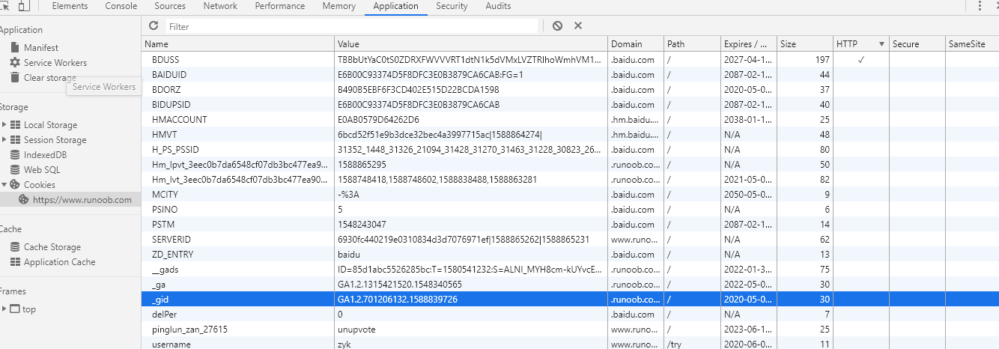 Elements Console Sources Network Performance Memory Application Security Audits
Application
Manifest
Service Workers
Clear storage
Service Workers
Storage
Local Storage
Session Storage
IndexedDB
Web SQL
Cookies
https://www.runoob.com
Cache
Cache Storage
Application Cache
Frames
top
Filter
Name Value Domain Path Expires / ... Size HTTP Secure SameSite
BDUSS TBBbUtYaC0tS0ZDRXFWVVVRT1dtN1k5dVMxLVZTRlhoWmhVM1... .baidu.com / 2027-04-1... 197 ✓
BAIDUID E6B00C93374D5F8DFC3E0B3879CA6CAB:FG=1 .baidu.com / 2087-02-1... 44
BDORZ B490B5EBF6F3CD402E515D22BCDA1598 .baidu.com / 2020-05-0... 37
BIDUPSID E6B00C93374D5F8DFC3E0B3879CA6CAB .baidu.com / 2087-02-1... 40
HMACCOUNT E0AB0579D64262D6 .hm.baidu.... / 2038-01-1... 25
HMVT 6bcd52f51e9b3dce32bec4a3997715ac|1588864274| .hm.baidu.... / N/A 48
H_PS_PSSID 31352_1448_31326_21094_31428_31270_31463_31228_30823_26... .baidu.com / N/A 80
Hm_lpvt_3eec0b7da6548cf07db3bc477ea9... 1588865295 .runoob.co... / N/A 50
Hm_lvt_3eec0b7da6548cf07db3bc477ea90... 1588748418,1588748602,1588838488,1588863281 .runoob.co... / 2021-05-0... 82
MCITY -%3A .baidu.com / 2050-05-0... 9
PSINO 5 .baidu.com / N/A 6
PSTM 1548243047 .baidu.com / 2087-02-1... 14
SERVERID 6930fc440219e0310834d3d7076971ef|1588865262|1588865231 www.runo... / N/A 62
ZD_ENTRY baidu .baidu.com / N/A 13
__gads ID=85d1abc5526285bc:T=1580541232:S=ALNI_MYH8cm-kUYvcE... .runoob.co... / 2022-01-3... 75
_ga GA1.2.1315421520.1548340565 .runoob.co... / 2022-05-0... 30
_gid GA1.2.701206132.1588839726 .runoob.co... / 2020-05-0... 30
delPer 0 .baidu.com / N/A 7
pinglun_zan_27615 unupvote www.runo... / 2023-06-1... 25
username zyk www.runo... /try 2020-06-0... 11